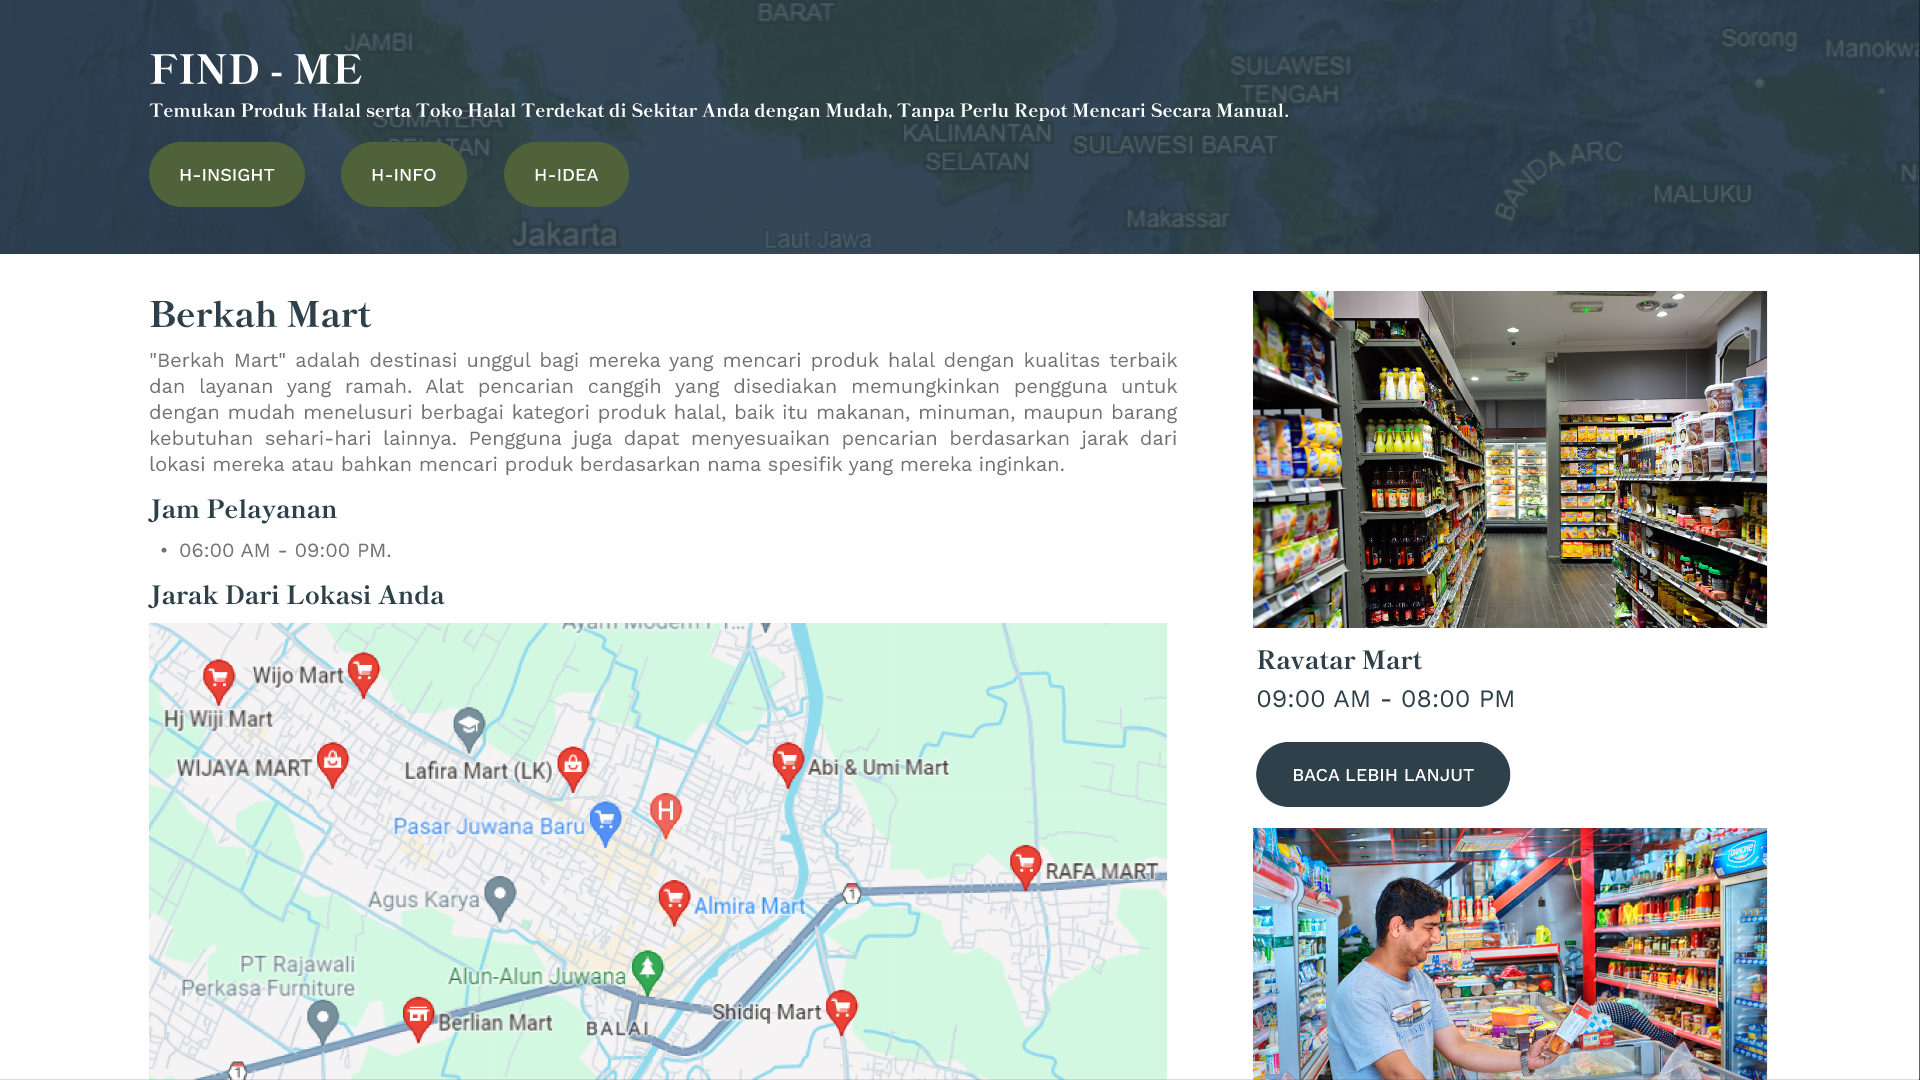 BARAT
JAMBI
Sorong
Manokwa
SULAWESI
TENGAH
FIND - ME
Temukan Produk Halal serta Toko Halal Terdekat di Sekitar Anda dengan Mudah, Tanpa Perlu Repot Mencari Secara Manual.
SUMATERA
SELATAN
KALIMANTAN
SELATAN
SULAWESI BARAT
BANDA ARC
MALUKU
H-INSIGHT
H-INFO
H-IDEA
Makassar
Jakarta
Laut Jawa
Berkah Mart
"Berkah Mart" adalah destinasi unggul bagi mereka yang mencari produk halal dengan kualitas terbaik
dan layanan yang ramah. Alat pencarian canggih yang disediakan memungkinkan pengguna untuk
dengan mudah menelusuri berbagai kategori produk halal, baik itu makanan, minuman, maupun barang
kebutuhan sehari-hari lainnya. Pengguna juga dapat menyesuaikan pencarian berdasarkan jarak dari
lokasi mereka atau bahkan mencari produk berdasarkan nama spesifik yang mereka inginkan.
Jam Pelayanan
• 06:00 AM - 09:00 PM.
Jarak Dari Lokasi Anda
Wijo Mart
Hj Wiji Mart
WIJAYA MART
Lafira Mart (LK)
Abi & Umi Mart
Pasar Juwana Baru
H
RAFA MART
Agus Karya
Almira Mart
1
PT Rajawali
Perkasa Furniture
Alun-Alun Juwana
Berlian Mart
BALAI
Shidiq Mart
1
Ravatar Mart
09:00 AM - 08:00 PM
BACA LEBIH LANJUT
DANONE